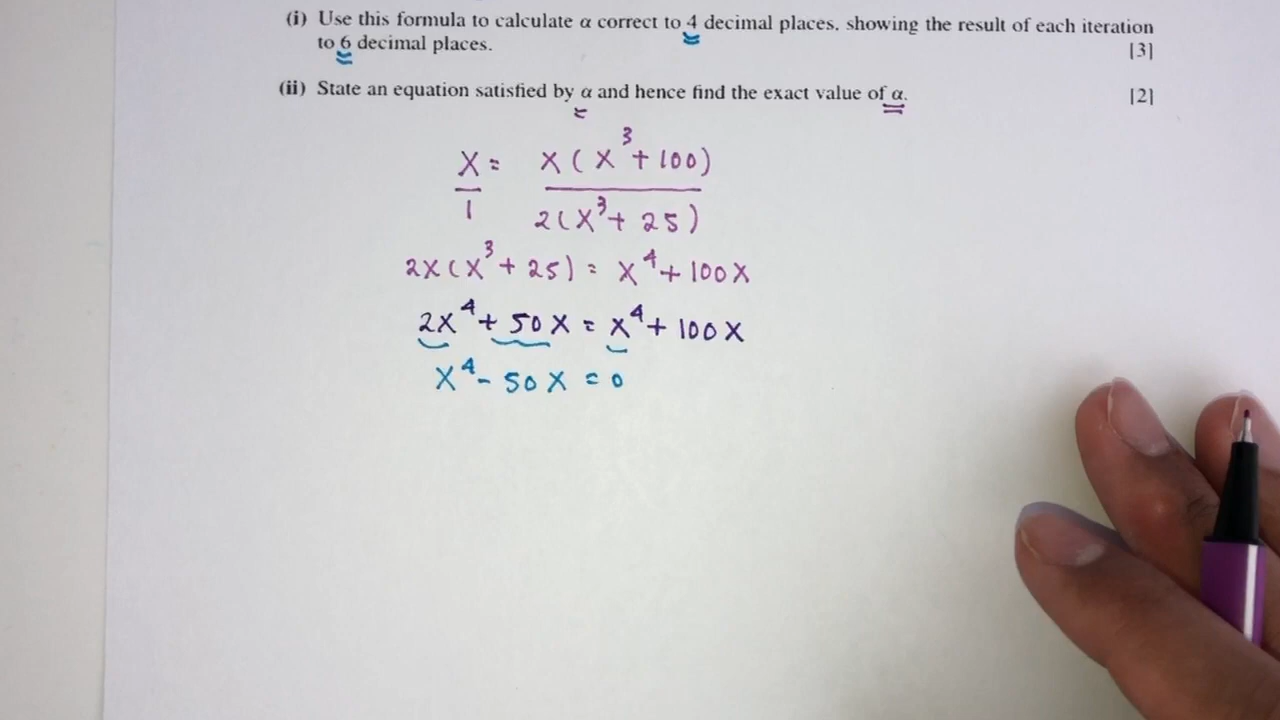 (i) Use this formula to calculate α correct to 4 decimal places, showing the result of each iteration
to 6 decimal places. [3]
(ii) State an equation satisfied by α and hence find the exact value of α. [2]
x/1 = x(x³+100)/2(x³+25)
2x(x³+25) = x⁴+100x
2x⁴+50x = x⁴+100x
x⁴-50x = 0